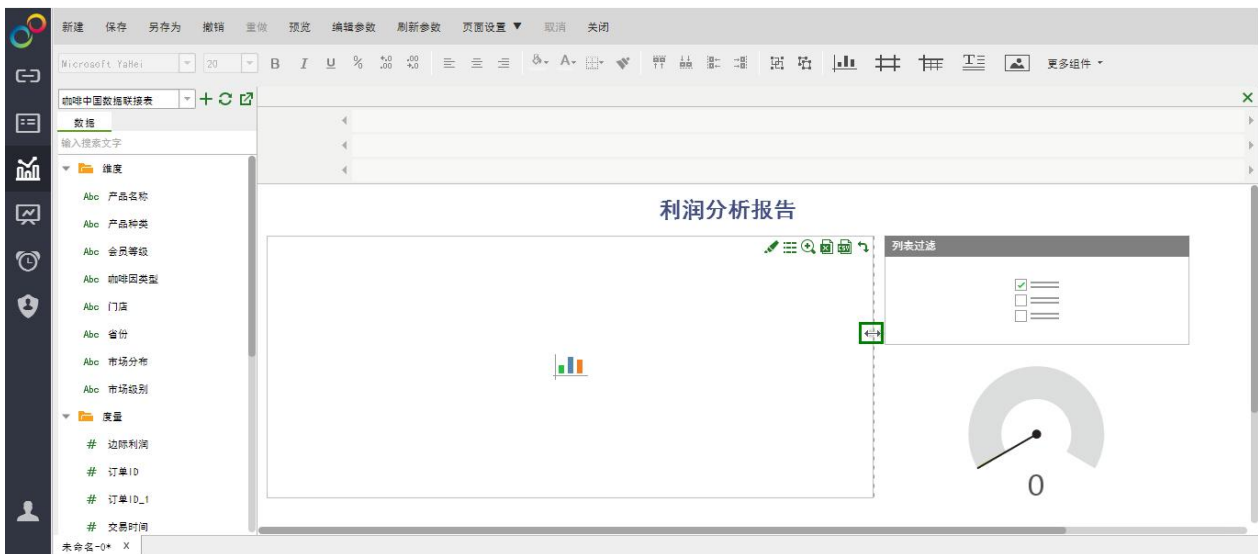 新建 保存 另存为 撤销 重做 预览 编辑参数 刷新参数 页面设置 ▼ 取消 关闭
Microsoft YaHei 20 B I U % 更多组件
咖啡中国数据联接表
数据
输入搜索文字
维度
Abc 产品名称
Abc 产品种类
Abc 会员等级
Abc 咖啡因类型
Abc 门店
Abc 省份
Abc 市场分布
Abc 市场级别
度量
# 边际利润
# 订单ID
# 订单ID_1
# 交易时间
利润分析报告
列表过滤
0
未命名-0* X